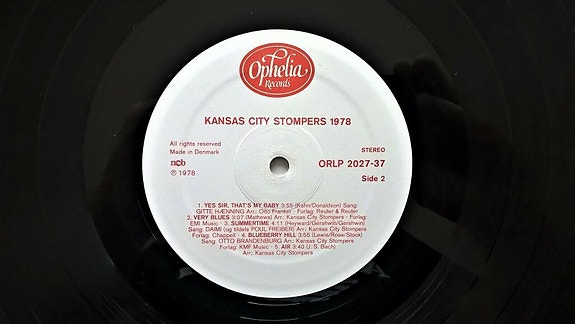 Ophelia
Records
KANSAS CITY STOMPERS 1978
All rights reserved
Made in Denmark
ncb
℗ 1978
STEREO
ORLP 2027-37
Side 2
1. YES SIR, THAT'S MY BABY 3:55 (Kahn/Donaldson) Sang:
GITTE HÆNNING Arr.: Ole Frankel · Forlag: Reuter & Reuter
2. VERY BLUES 3:07 (Mathews) Arr.: Kansas City Stompers · Forlag:
EMI Music · 3. SUMMERTIME 4:11 (Heyward/Gershwin/Gershwin)
Sang: DAIMI (og tildels POUL FREIBER) Arr.: Kansas City Stompers
Forlag: Chappell · 4. BLUEBERRY HILL 3:55 (Lewis/Rose/Stock)
Sang: OTTO BRANDENBURG Arr.: Kansas City Stompers
Forlag: KMF Music · 5. AIR 3:40 (J. S. Bach)
Arr.: Kansas City Stompers